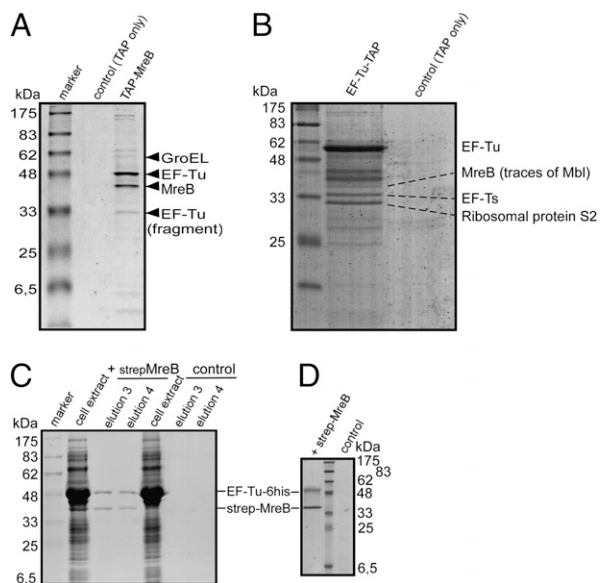 A
kDa
marker
control (TAP only)
TAP-MreB
175
83
62
48
33
25
6,5
GroEL
EF-Tu
MreB
EF-Tu
(fragment)
B
kDa
EF-Tu-TAP
control (TAP only)
175
83
62
48
33
25
EF-Tu
MreB (traces of Mbl)
EF-Ts
Ribosomal protein S2
C
+ strepMreB
control
kDa
marker
cell extract
elution 3
elution 4
cell extract
elution 3
elution 4
175
83
62
48
33
25
6.5
EF-Tu-6his
strep-MreB
D
+ strep-MreB
control
kDa
175
83
62
48
33
25
6,5